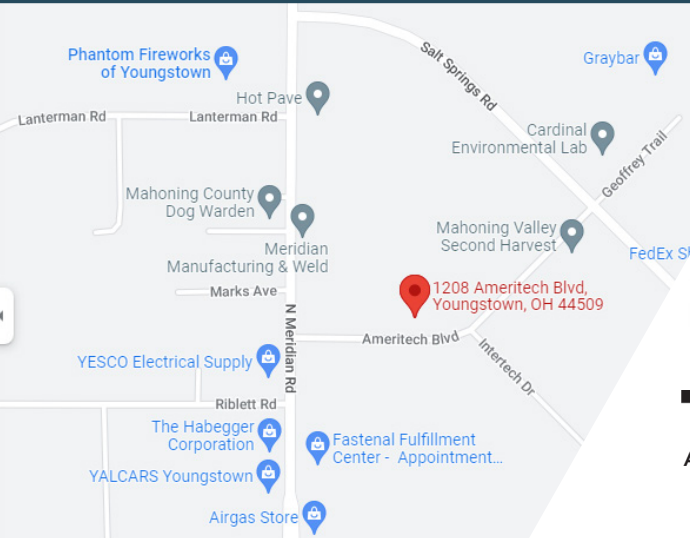 Phantom Fireworks
of Youngstown
Graybar
Salt Springs Rd
Hot Pave
Lanterman Rd
Lanterman Rd
Cardinal
Environmental Lab
Geoffrey Trail
Mahoning County
Dog Warden
Mahoning Valley
Second Harvest
Meridian
Manufacturing & Weld
FedEx
Marks Ave
1208 Ameritech Blvd,
Youngstown, OH 44509
N Meridian Rd
Ameritech Blvd
Intertech Dr
YESCO Electrical Supply
Riblett Rd
The Habegger
Corporation
Fastenal Fulfillment
Center - Appointment...
YALCARS Youngstown
Airgas Store